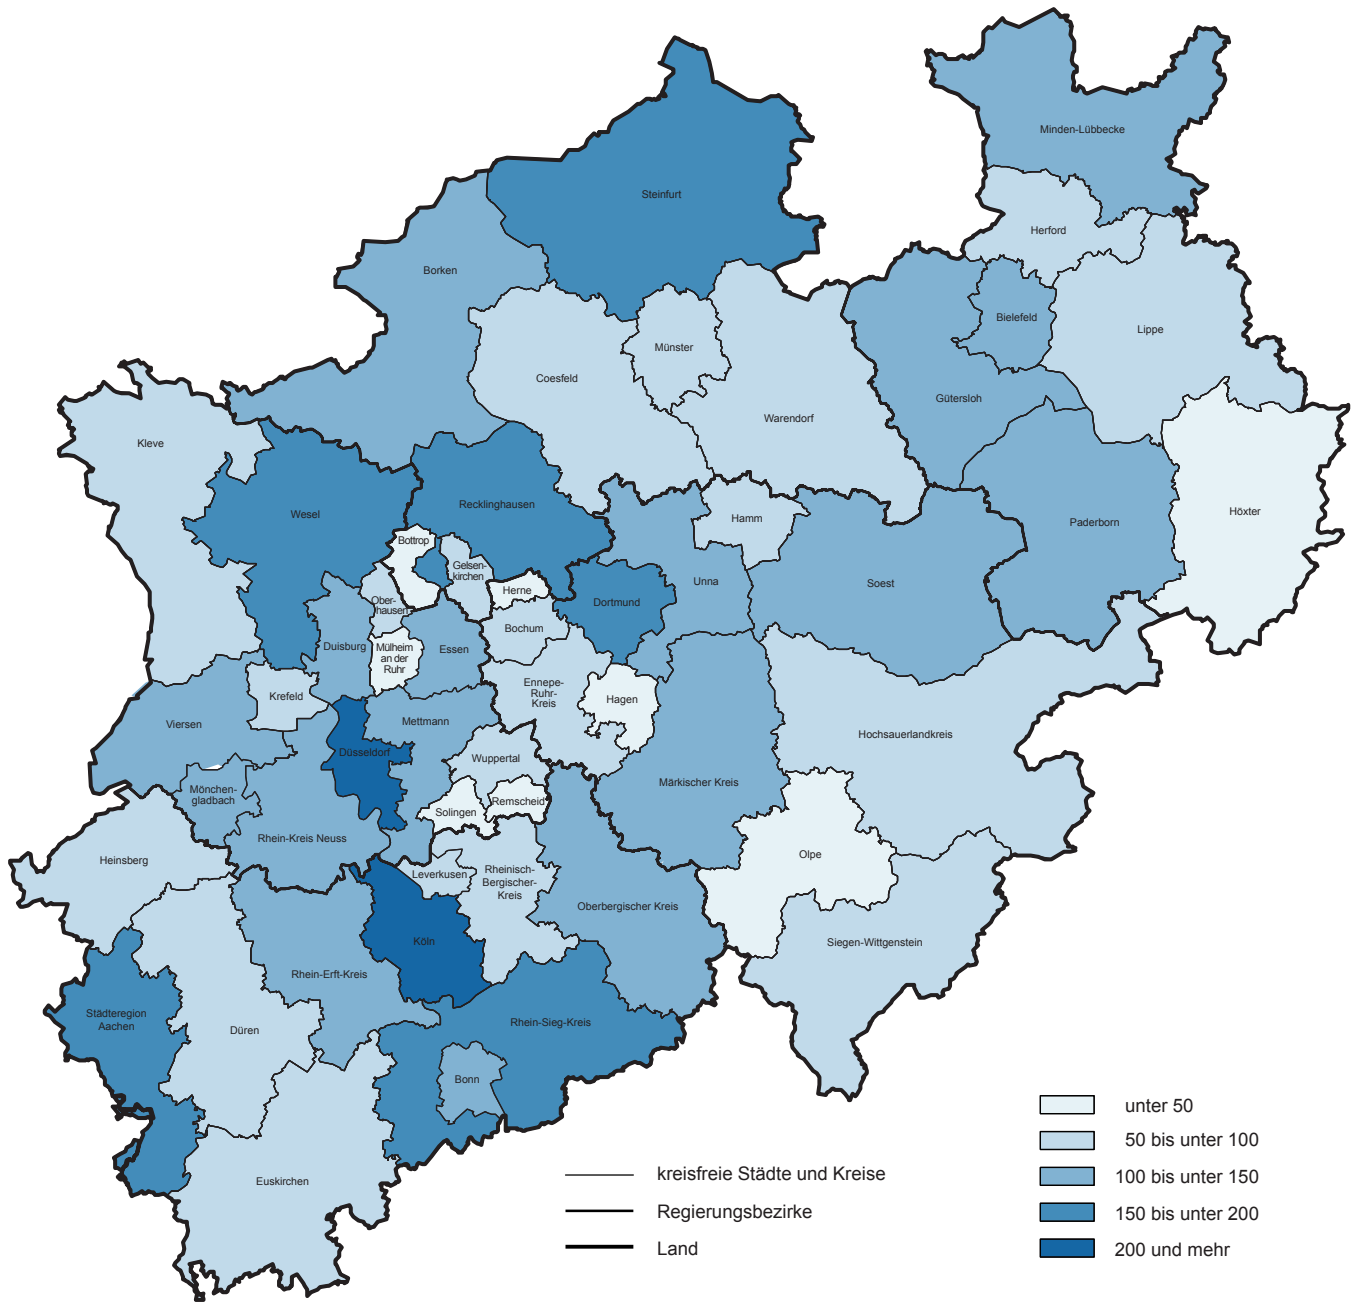 Minden-Lübbecke
Steinfurt
Herford
Borken
Bielefeld
Lippe
Münster
Coesfeld
Gütersloh
Warendorf
Kleve
Recklinghausen
Wesel
Hamm
Höxter
Paderborn
Bottrop
Gelsen-
kirchen
Unna
Soest
Herne
Ober-
hausen
Dortmund
Bochum
Duisburg
Mülheim
an der
Ruhr
Essen
Ennepe-
Ruhr-
Kreis
Krefeld
Hagen
Viersen
Mettmann
Hochsauerlandkreis
Düsseldorf
Wuppertal
Märkischer Kreis
Mönchen-
gladbach
Solingen
Remscheid
Rhein-Kreis Neuss
Olpe
Heinsberg
Leverkusen
Rheinisch-
Bergischer-
Kreis
Oberbergischer Kreis
Köln
Siegen-Wittgenstein
Rhein-Erft-Kreis
Städteregion
Aachen
Düren
Rhein-Sieg-Kreis
Bonn
Euskirchen
kreisfreie Städte und Kreise
Regierungsbezirke
Land
unter 50
50 bis unter 100
100 bis unter 150
150 bis unter 200
200 und mehr